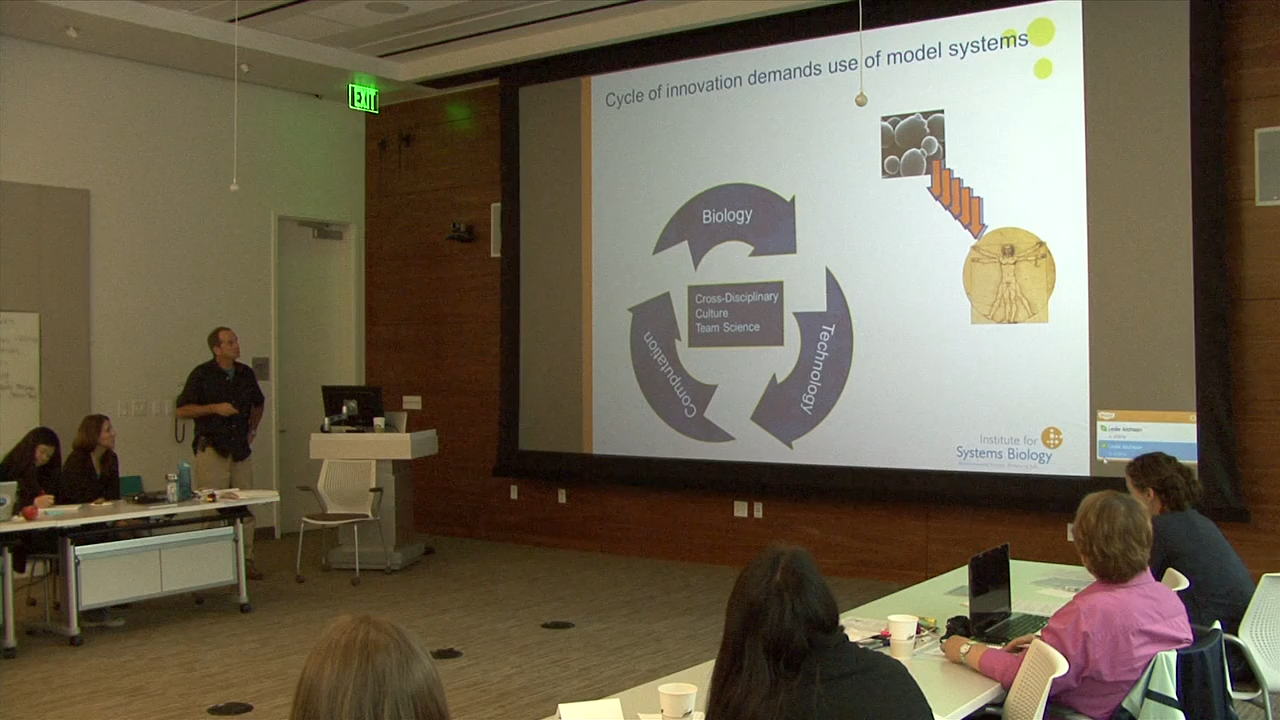 EXIT
Cycle of innovation demands use of model systems
Biology
Cross-Disciplinary
Culture
Team Science
Computation
Technology
Institute for
Systems Biology